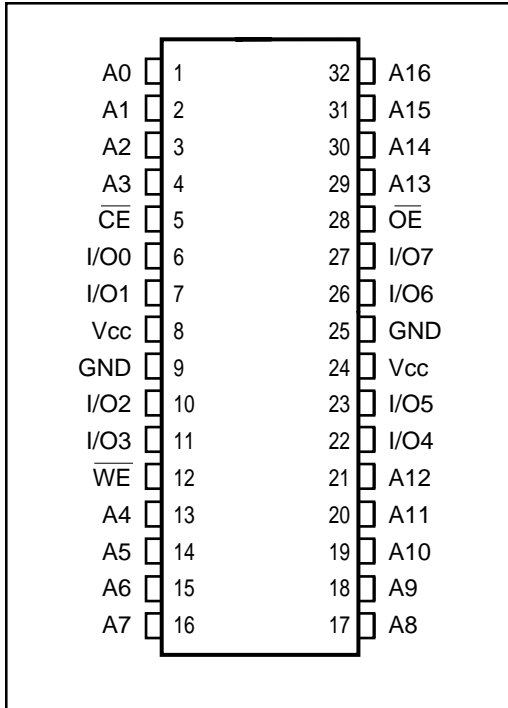 A0 1 32 A16
A1 2 31 A15
A2 3 30 A14
A3 4 29 A13
C̅E̅ 5 28 O̅E̅
I/O0 6 27 I/O7
I/O1 7 26 I/O6
Vcc 8 25 GND
GND 9 24 Vcc
I/O2 10 23 I/O5
I/O3 11 22 I/O4
W̅E̅ 12 21 A12
A4 13 20 A11
A5 14 19 A10
A6 15 18 A9
A7 16 17 A8